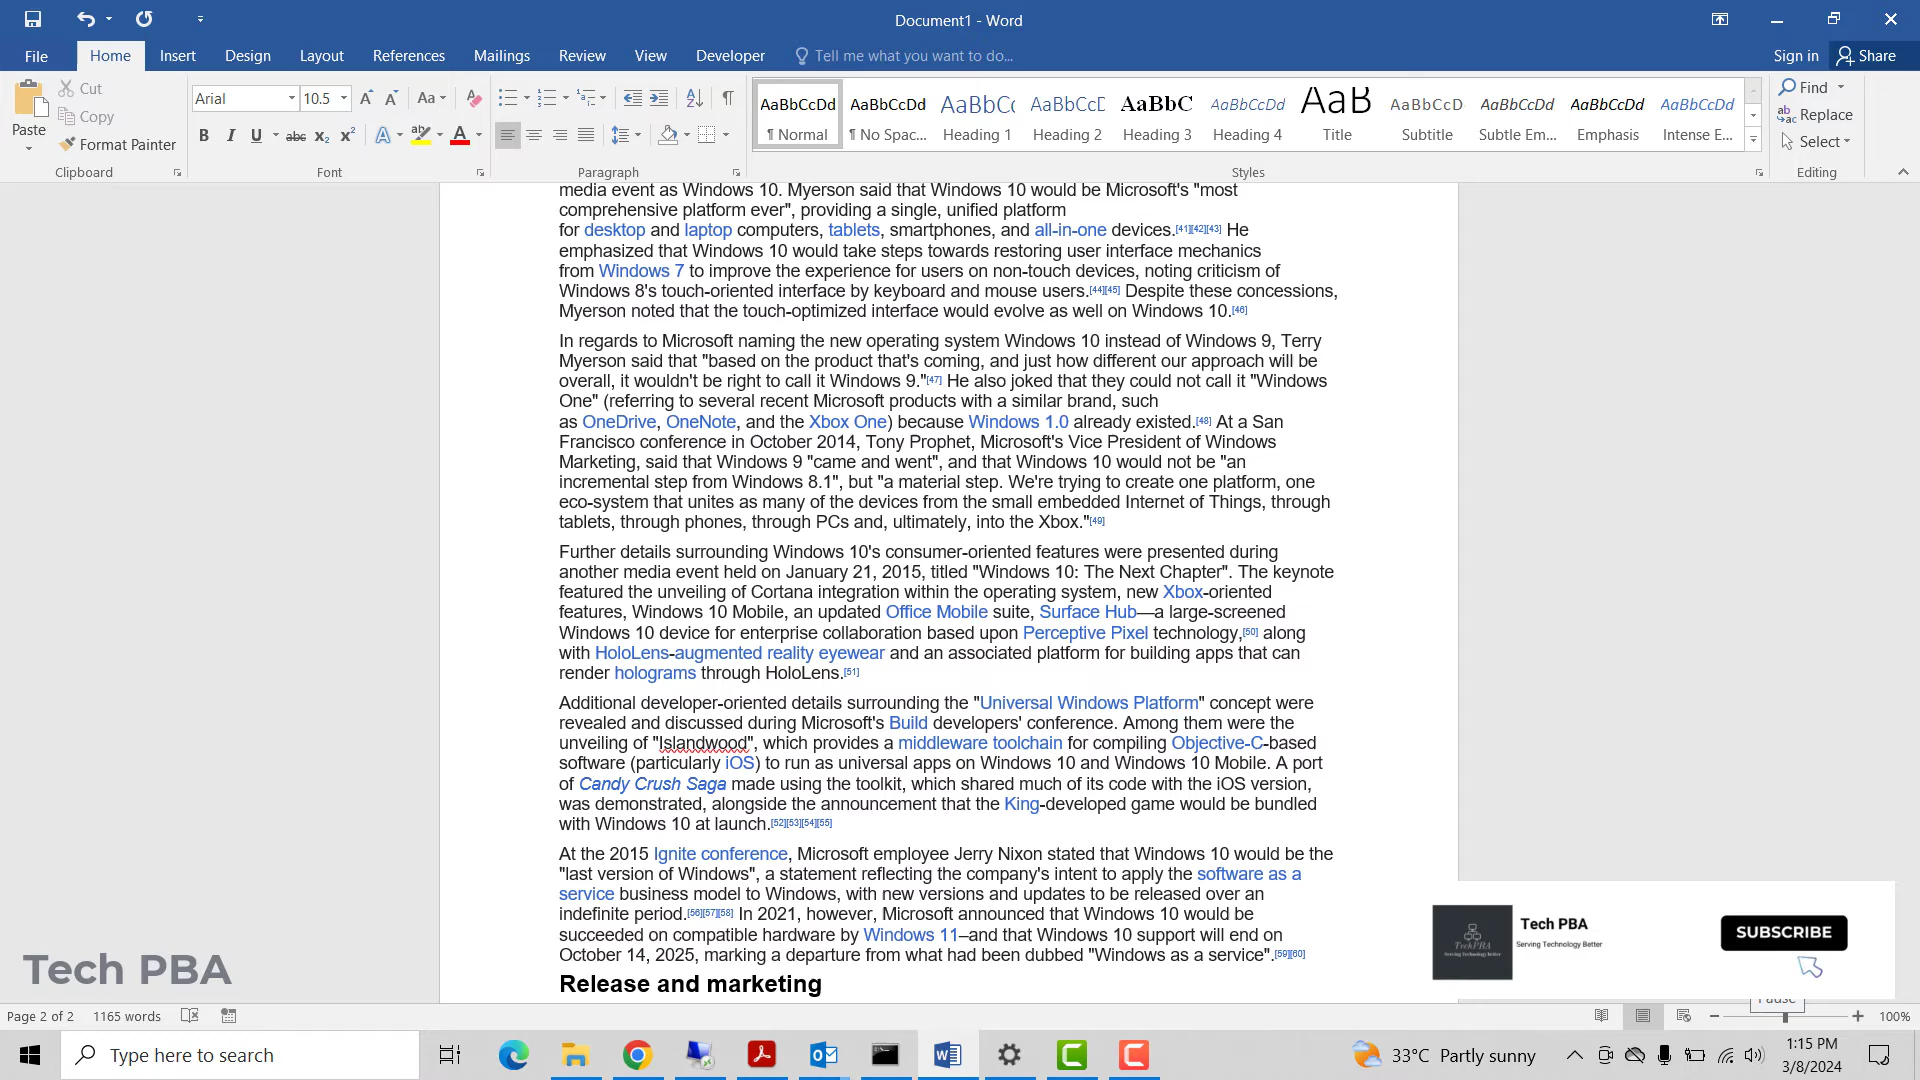 Document1 - Word
File Home Insert Design Layout References Mailings Review View Developer Tell me what you want to do... Sign in Share
Paste
Cut
Copy
Format Painter
Clipboard
Arial 10.5
Font
Paragraph
AaBbCcDd AaBbCcDd AaBbC AaBbCcD AaBbC AaBbCcDd AaB AaBbCcD AaBbCcDd AaBbCcDd AaBbCcDd
¶ Normal ¶ No Spac... Heading 1 Heading 2 Heading 3 Heading 4 Title Subtitle Subtle Em... Emphasis Intense E...
Styles
Find
Replace
Select
Editing
media event as Windows 10. Myerson said that Windows 10 would be Microsoft's "most
comprehensive platform ever", providing a single, unified platform
for desktop and laptop computers, tablets, smartphones, and all-in-one devices.[41][42][43] He
emphasized that Windows 10 would take steps towards restoring user interface mechanics
from Windows 7 to improve the experience for users on non-touch devices, noting criticism of
Windows 8's touch-oriented interface by keyboard and mouse users.[44][45] Despite these concessions,
Myerson noted that the touch-optimized interface would evolve as well on Windows 10.[46]
In regards to Microsoft naming the new operating system Windows 10 instead of Windows 9, Terry
Myerson said that "based on the product that's coming, and just how different our approach will be
overall, it wouldn't be right to call it Windows 9."[47] He also joked that they could not call it "Windows
One" (referring to several recent Microsoft products with a similar brand, such
as OneDrive, OneNote, and the Xbox One) because Windows 1.0 already existed.[48] At a San
Francisco conference in October 2014, Tony Prophet, Microsoft's Vice President of Windows
Marketing, said that Windows 9 "came and went", and that Windows 10 would not be "an
incremental step from Windows 8.1", but "a material step. We're trying to create one platform, one
eco-system that unites as many of the devices from the small embedded Internet of Things, through
tablets, through phones, through PCs and, ultimately, into the Xbox."[49]
Further details surrounding Windows 10's consumer-oriented features were presented during
another media event held on January 21, 2015, titled "Windows 10: The Next Chapter". The keynote
featured the unveiling of Cortana integration within the operating system, new Xbox-oriented
features, Windows 10 Mobile, an updated Office Mobile suite, Surface Hub—a large-screened
Windows 10 device for enterprise collaboration based upon Perceptive Pixel technology,[50] along
with HoloLens-augmented reality eyewear and an associated platform for building apps that can
render holograms through HoloLens.[51]
Additional developer-oriented details surrounding the "Universal Windows Platform" concept were
revealed and discussed during Microsoft's Build developers' conference. Among them were the
unveiling of "Islandwood", which provides a middleware toolchain for compiling Objective-C-based
software (particularly iOS) to run as universal apps on Windows 10 and Windows 10 Mobile. A port
of Candy Crush Saga made using the toolkit, which shared much of its code with the iOS version,
was demonstrated, alongside the announcement that the King-developed game would be bundled
with Windows 10 at launch.[52][53][54][55]
At the 2015 Ignite conference, Microsoft employee Jerry Nixon stated that Windows 10 would be the
"last version of Windows", a statement reflecting the company's intent to apply the software as a
service business model to Windows, with new versions and updates to be released over an
indefinite period.[56][57][58] In 2021, however, Microsoft announced that Windows 10 would be
succeeded on compatible hardware by Windows 11–and that Windows 10 support will end on
October 14, 2025, marking a departure from what had been dubbed "Windows as a service".[59][60]
Release and marketing
Tech PBA
TechPBA
Serving Technology better
Tech PBA
Serving Technology Better
SUBSCRIBE
Pause
Page 2 of 2 1165 words 100%
Type here to search
33°C Partly sunny
1:15 PM
3/8/2024